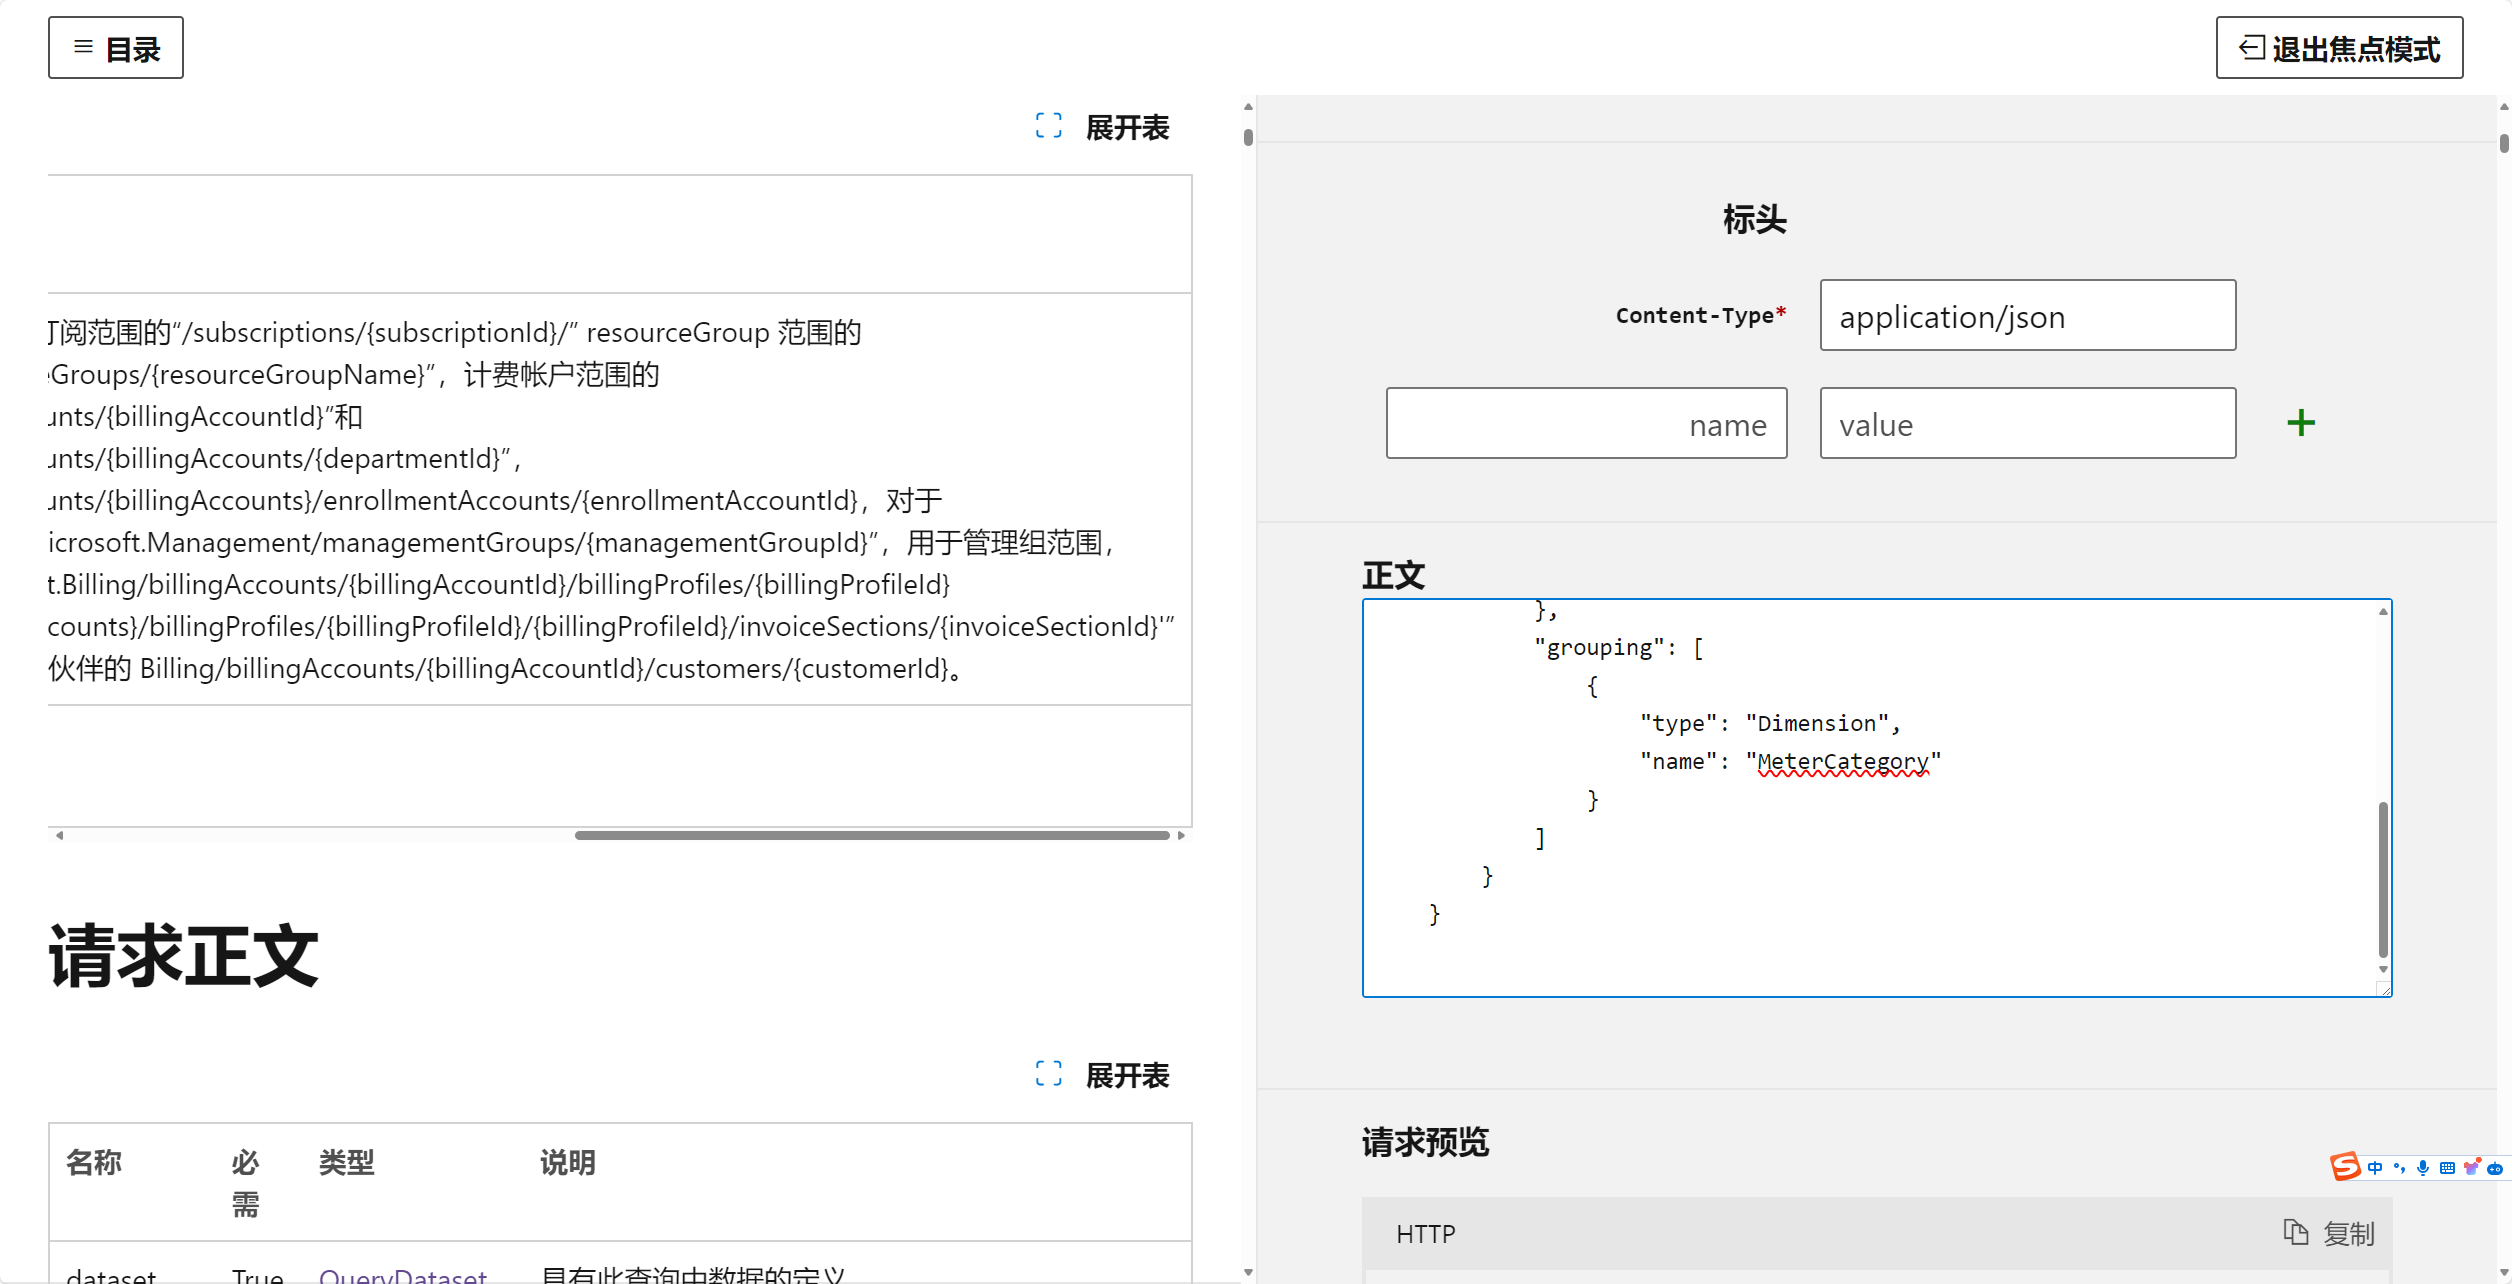 目录
退出焦点模式
展开表
订阅范围的“/subscriptions/{subscriptionId}/” resourceGroup 范围的
Groups/{resourceGroupName}”，计费帐户范围的
unts/{billingAccountId}”和
unts/{billingAccounts/{departmentId}”，
unts/{billingAccounts}/enrollmentAccounts/{enrollmentAccountId}，对于
icrosoft.Management/managementGroups/{managementGroupId}”，用于管理组范围，
t.Billing/billingAccounts/{billingAccountId}/billingProfiles/{billingProfileId}
counts}/billingProfiles/{billingProfileId}/{billingProfileId}/invoiceSections/{invoiceSectionId}'”
伙伴的 Billing/billingAccounts/{billingAccountId}/customers/{customerId}。
请求正文
展开表
名称 必需 类型 说明
dataset True QueryDataset 具有此查询中数据的定义
标头
Content-Type* application/json
name value
正文
},
"grouping": [
{
"type": "Dimension",
"name": "MeterCategory"
}
]
}
}
请求预览
中
HTTP 复制